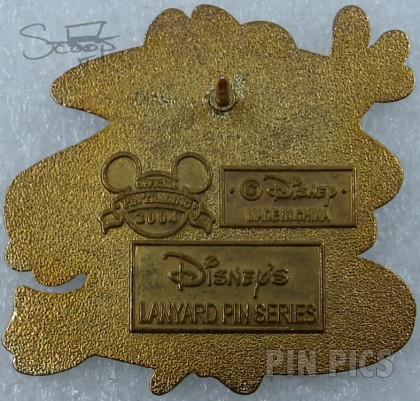 Scoop
OFFICIAL
PIN TRADING
2004
© DISNEY
MADE IN CHINA
DISNEY'S
LANYARD PIN SERIES
PIN PICS